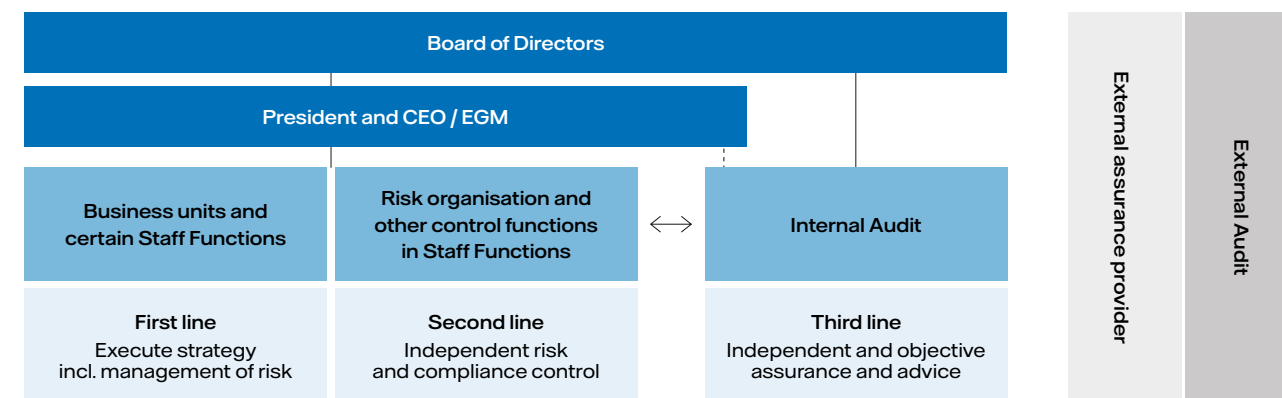 Board of Directors
President and CEO / EGM
Business units and
certain Staff Functions
Risk organisation and
other control functions
in Staff Functions
Internal Audit
First line
Execute strategy
incl. management of risk
Second line
Independent risk
and compliance control
Third line
Independent and objective
assurance and advice
External assurance provider
External Audit